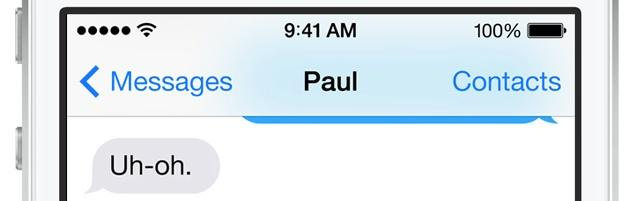 9:41 AM 100%
Messages Paul Contacts
Uh-oh.